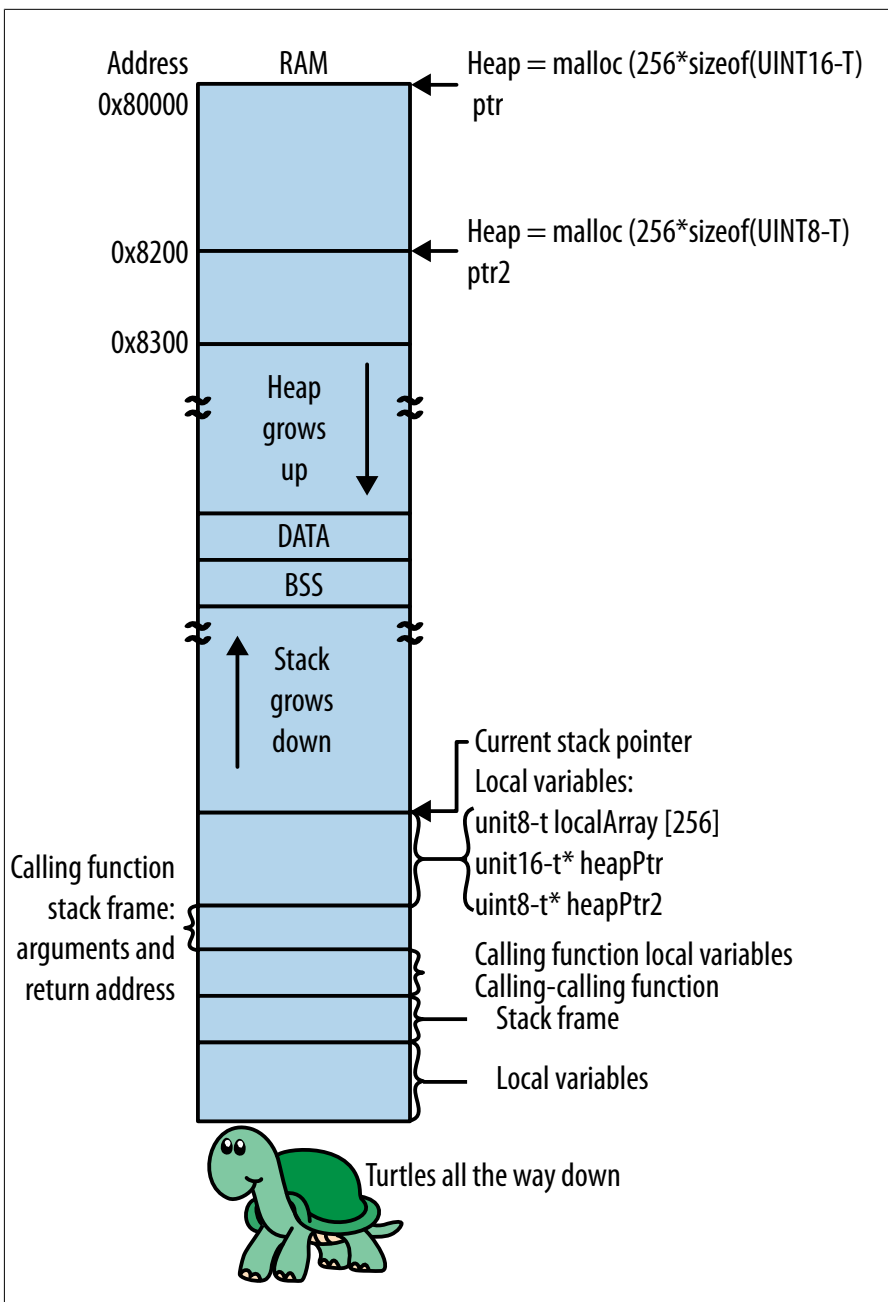 Address
RAM
Heap = malloc (256*sizeof(UINT16-T)
0x80000
ptr
0x8200
Heap = malloc (256*sizeof(UINT8-T)
ptr2
0x8300
Heap
grows
up
DATA
BSS
Stack
grows
down
Current stack pointer
Local variables:
unit8-t localArray [256]
unit16-t* heapPtr
uint8-t* heapPtr2
Calling function
stack frame:
arguments and
return address
Calling function local variables
Calling-calling function
Stack frame
Local variables
Turtles all the way down